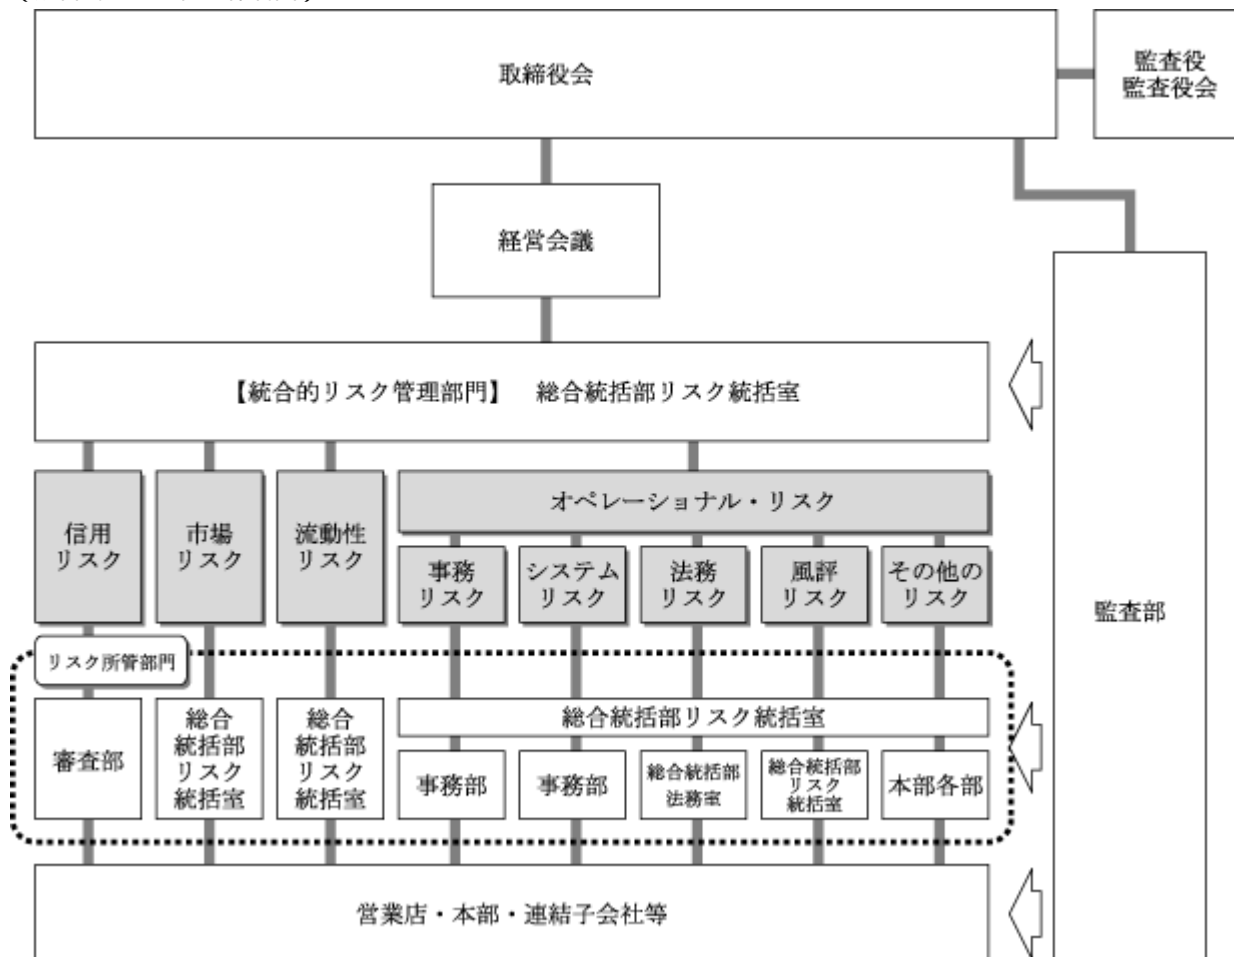 取締役会
監査役
監査役会
経営会議
【統合的リスク管理部門】 総合統括部リスク統括室
信用
リスク
市場
リスク
流動性
リスク
オペレーショナル・リスク
事務
リスク
システム
リスク
法務
リスク
風評
リスク
その他の
リスク
監査部
リスク所管部門
審査部
総合
統括部
リスク
統括室
総合
統括部
リスク
統括室
総合統括部リスク統括室
事務部
事務部
総合統括部
法務室
総合統括部
リスク
統括室
本部各部
営業店・本部・連結子会社等